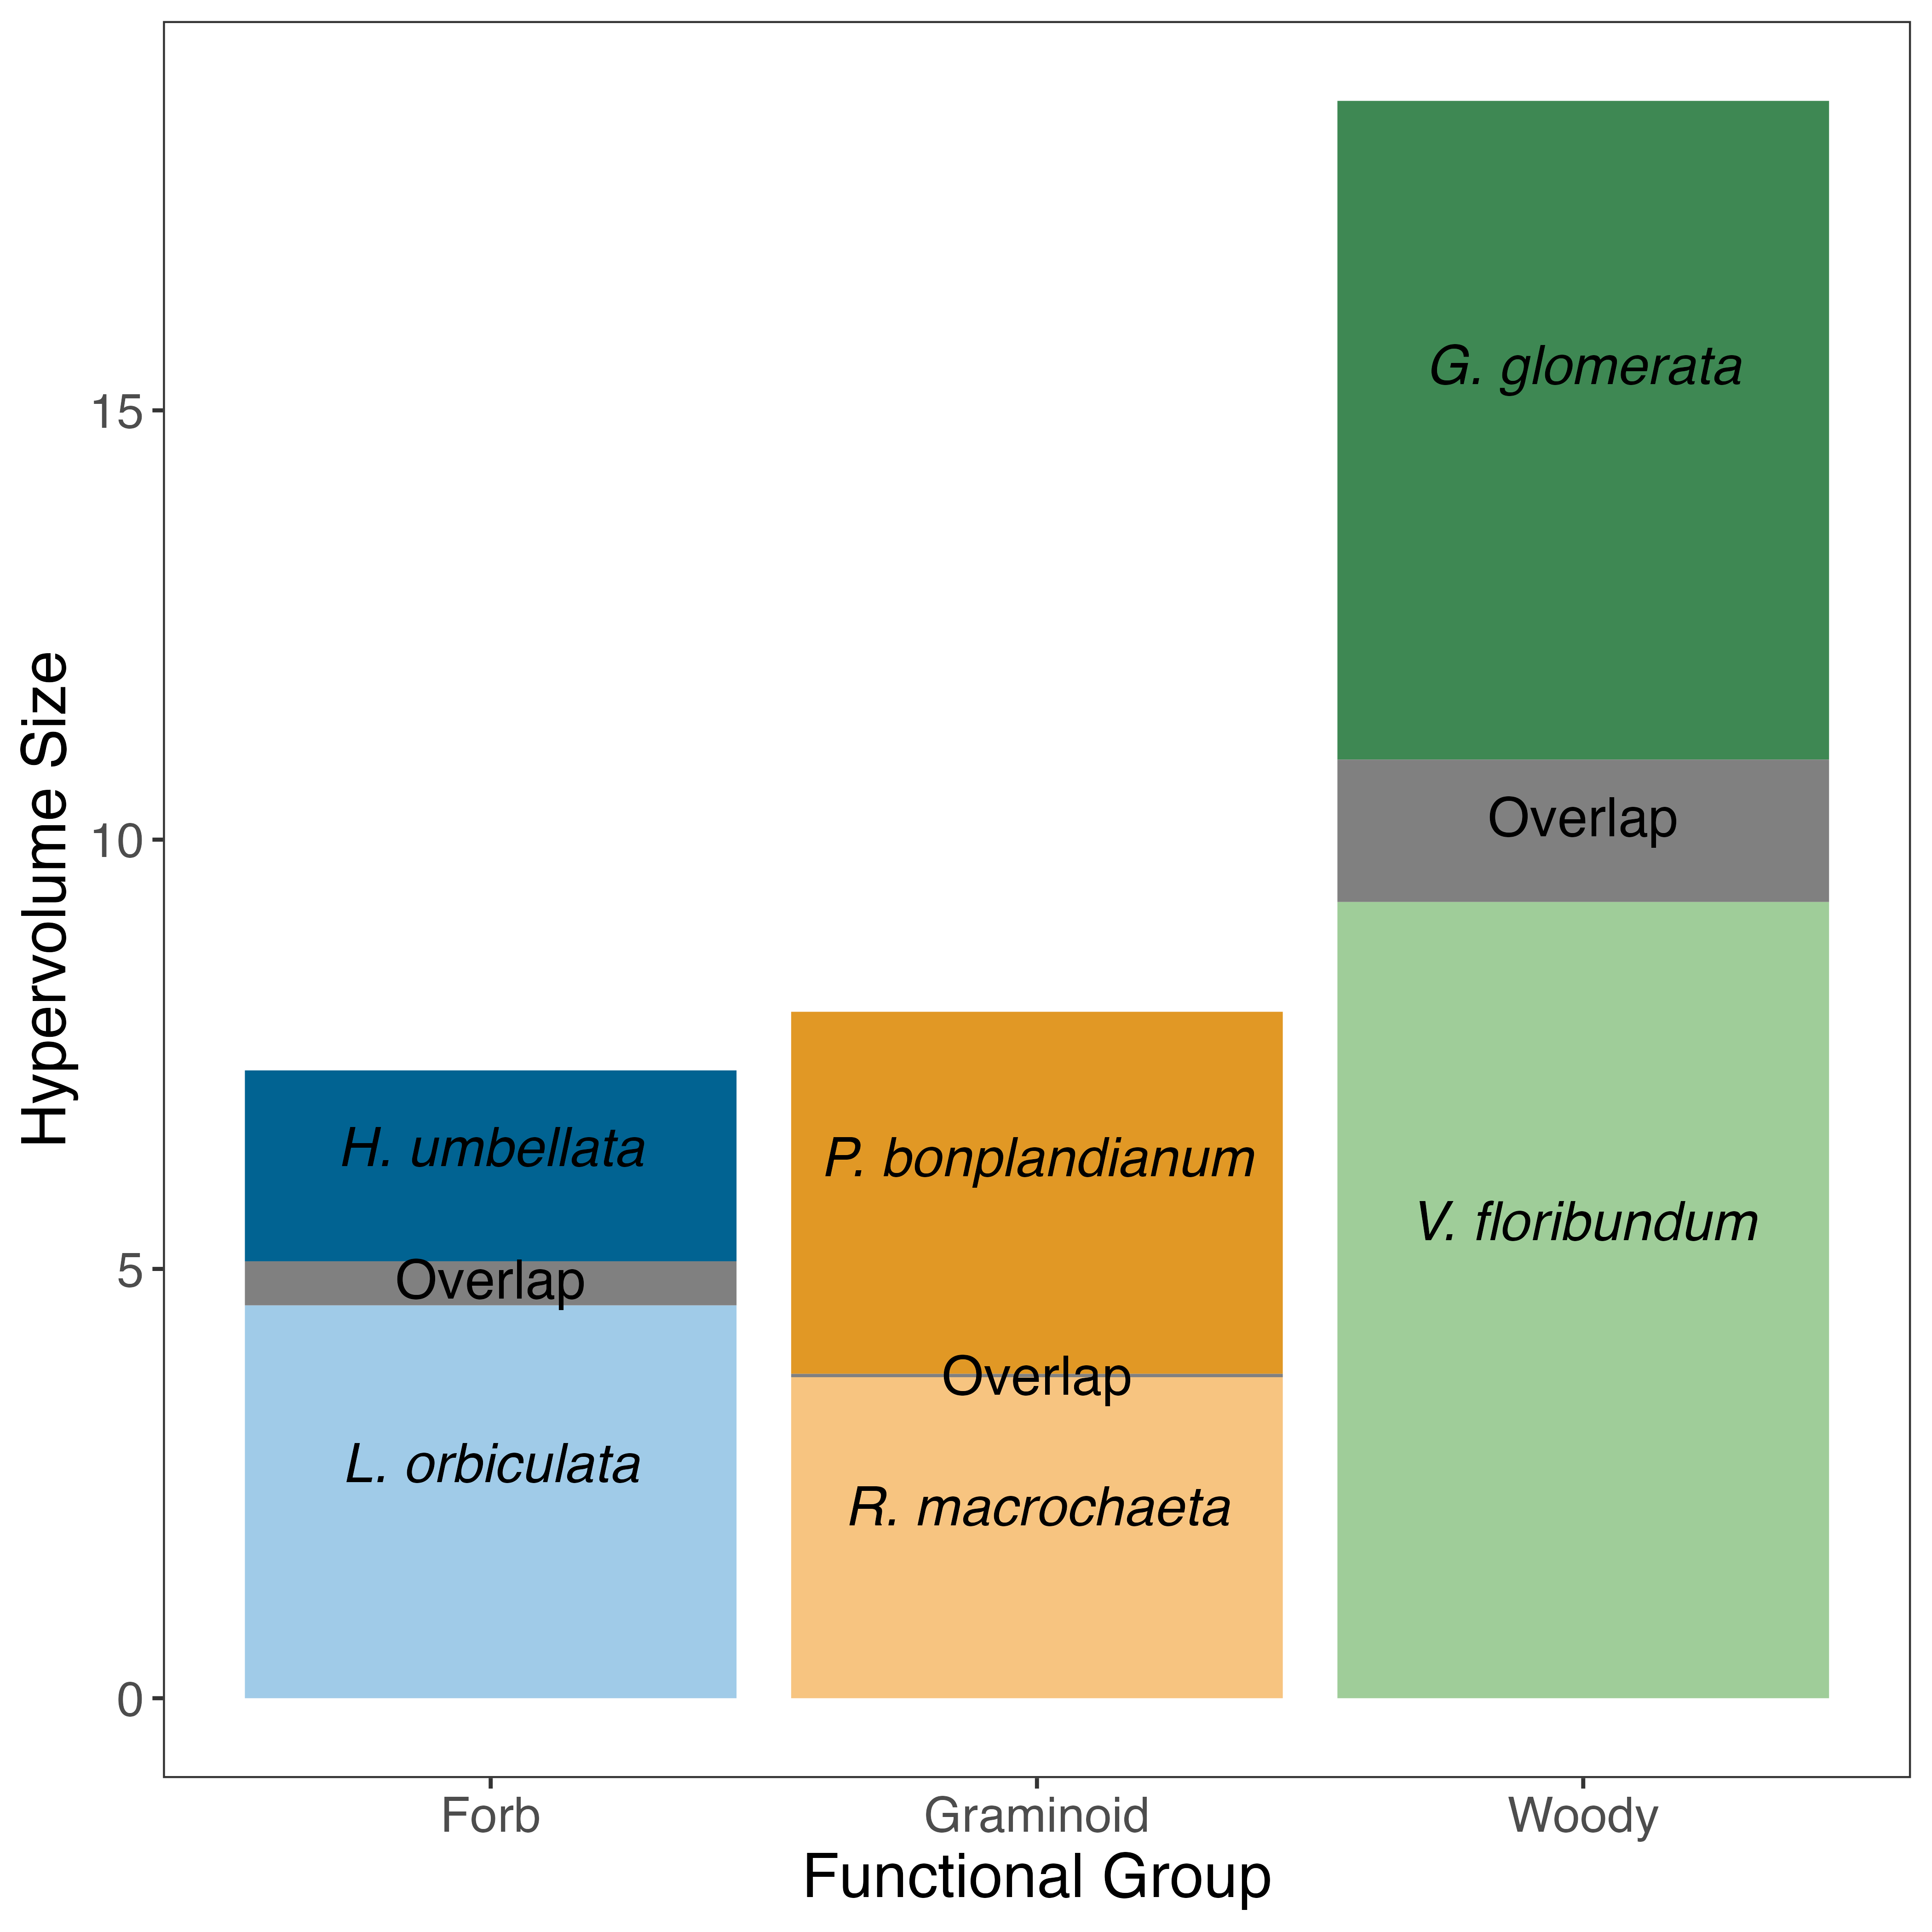 Hypervolume Size
15
10
5
0
G. glomerata
Overlap
V. floribundum
H. umbellata
Overlap
L. orbiculata
P. bonplandianum
Overlap
R. macrochaeta
Forb
Graminoid
Woody
Functional Group